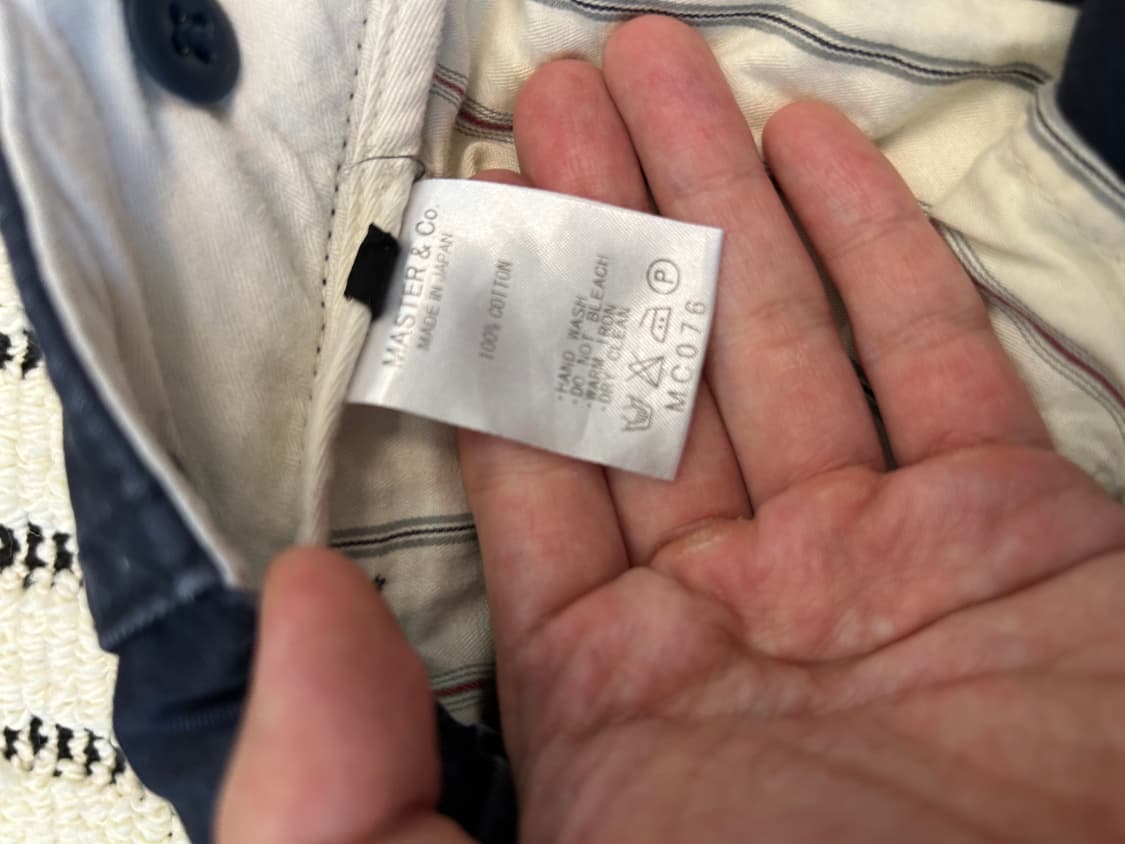 MASTER & Co.
MADE IN JAPAN
100% COTTON
・HAND WASH
・DO NOT BLEACH
・WARM IRON
・DRY CLEAN
P
MC076